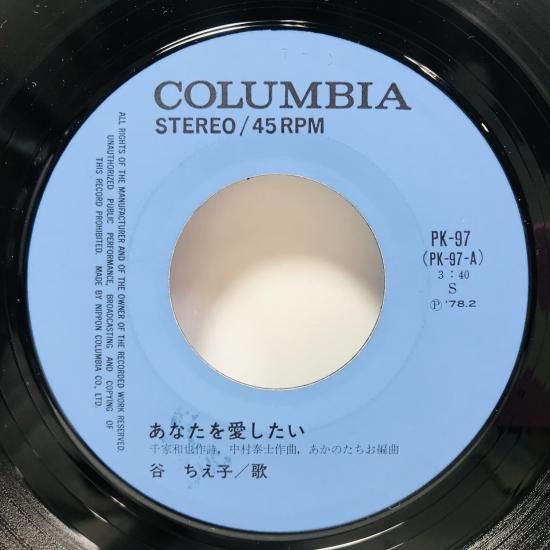 COLUMBIA
STEREO/45RPM
ALL RIGHTS OF THE MANUFACTURER AND OF THE OWNER OF THE RECORDED WORK RESERVED.
UNAUTHORIZED PUBLIC PERFORMANCE, BROADCASTING AND COPYING OF
THIS RECORD PROHIBITED. MADE BY NIPPON COLUMBIA CO., LTD.
PK-97
(PK-97-A)
3:40
S
Ⓟ '78.2
あなたを愛したい
千家和也作詩, 中村泰士作曲, あかのたちお編曲
谷 ちえ子/歌